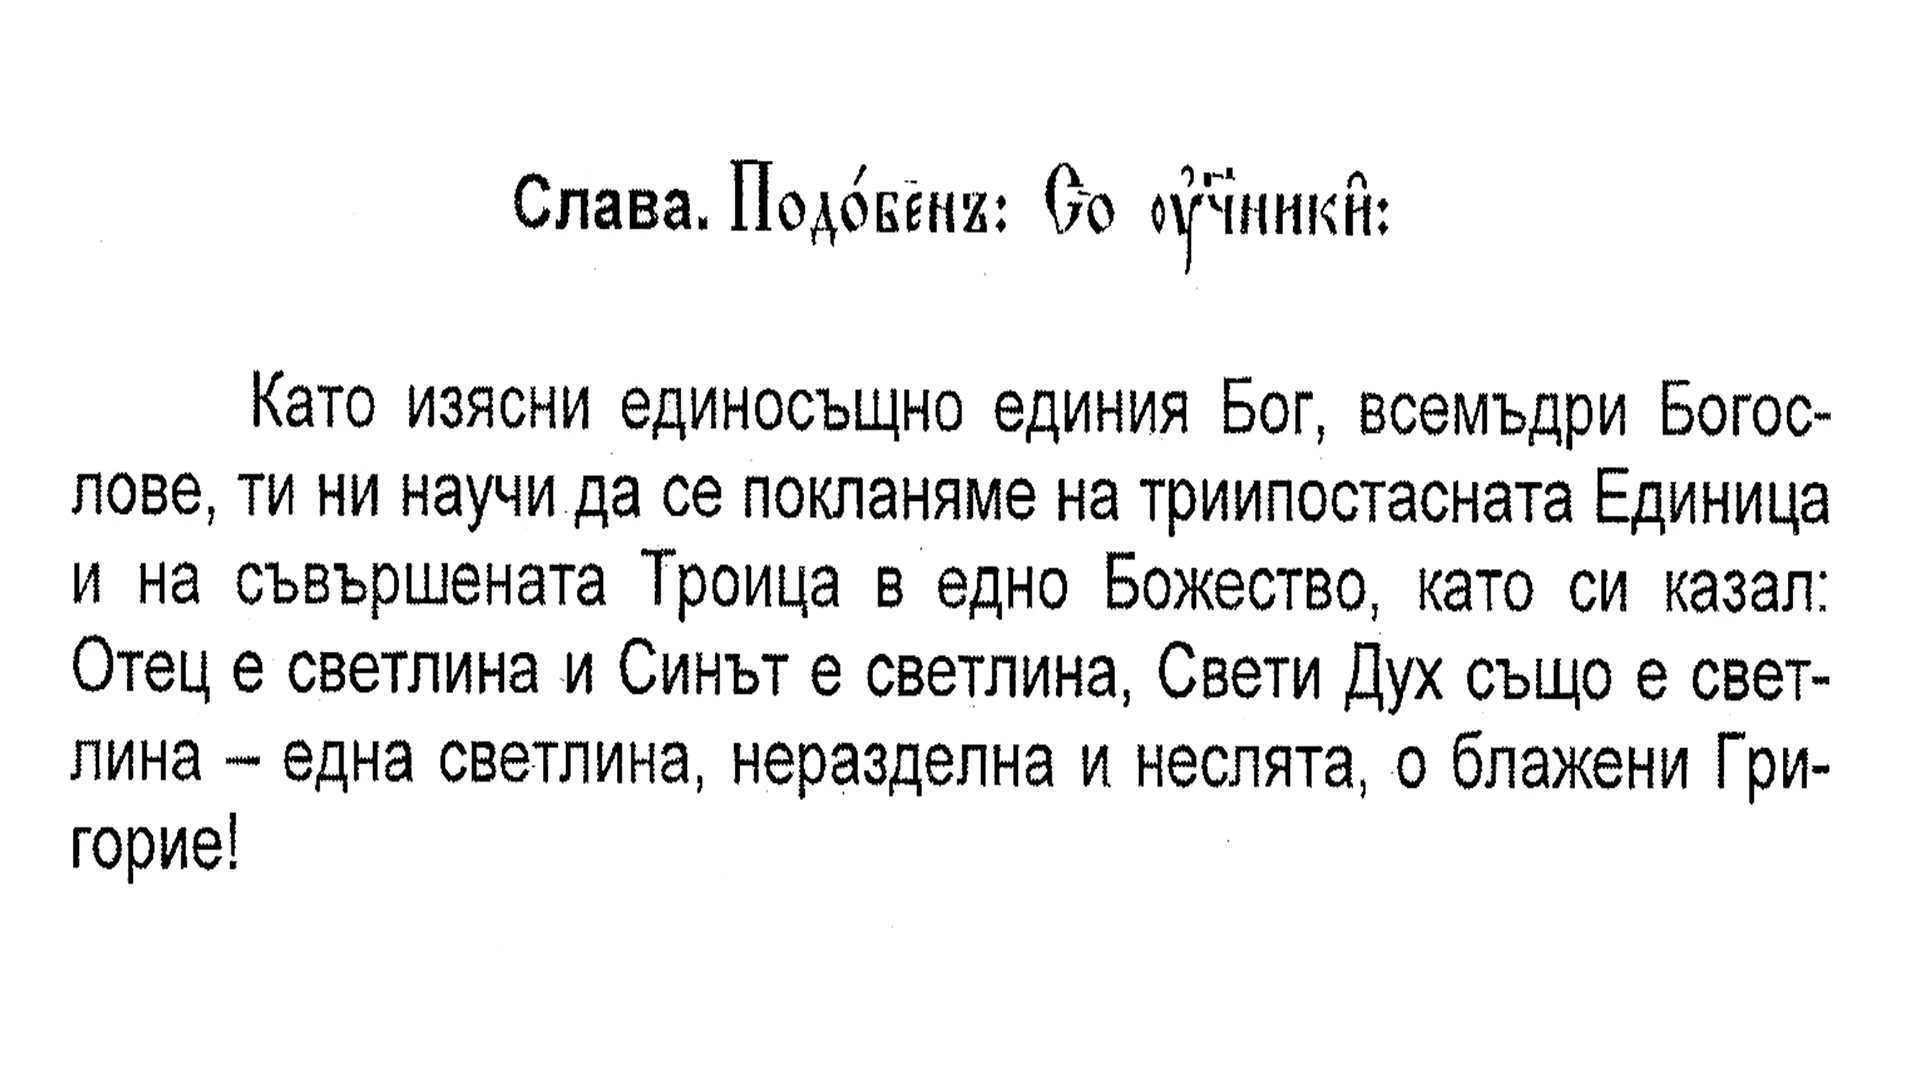 Слава. Подо́бенъ: Со ᲂу҆чн҃ики̑:
Като изясни единосъщно единия Бог, всемъдри Богос-
лове, ти ни научи да се покланяме на триипостасната Единица
и на съвършената Троица в едно Божество, като си казал:
Отец е светлина и Синът е светлина, Свети Дух също е свет-
лина – една светлина, неразделна и неслята, о блажени Гри-
горие!